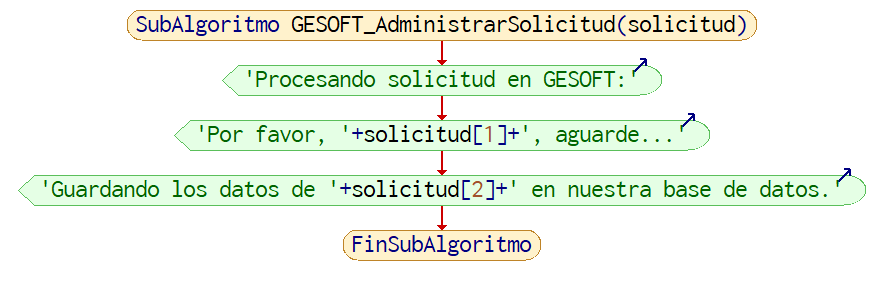 SubAlgoritmo GESOFT_AdministrarSolicitud(solicitud)
'Procesando solicitud en GESOFT:'
'Por favor, '+solicitud[1]+', aguarde...'
'Guardando los datos de '+solicitud[2]+' en nuestra base de datos.'
FinSubAlgoritmo